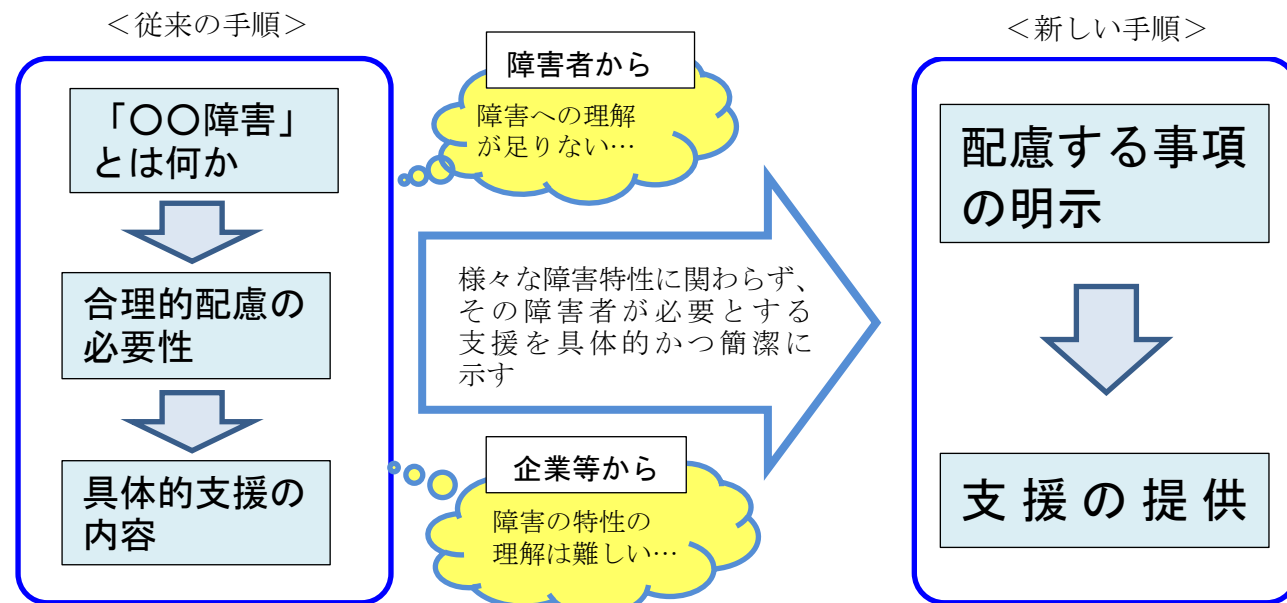 ＜従来の手順＞
「〇〇障害」
とは何か
合理的配慮の
必要性
具体的支援の
内容
障害者から
障害への理解
が足りない…
様々な障害特性に関わらず、
その障害者が必要とする
支援を具体的かつ簡潔に
示す
企業等から
障害の特性の
理解は難しい…
＜新しい手順＞
配慮する事項
の明示
支援の提供